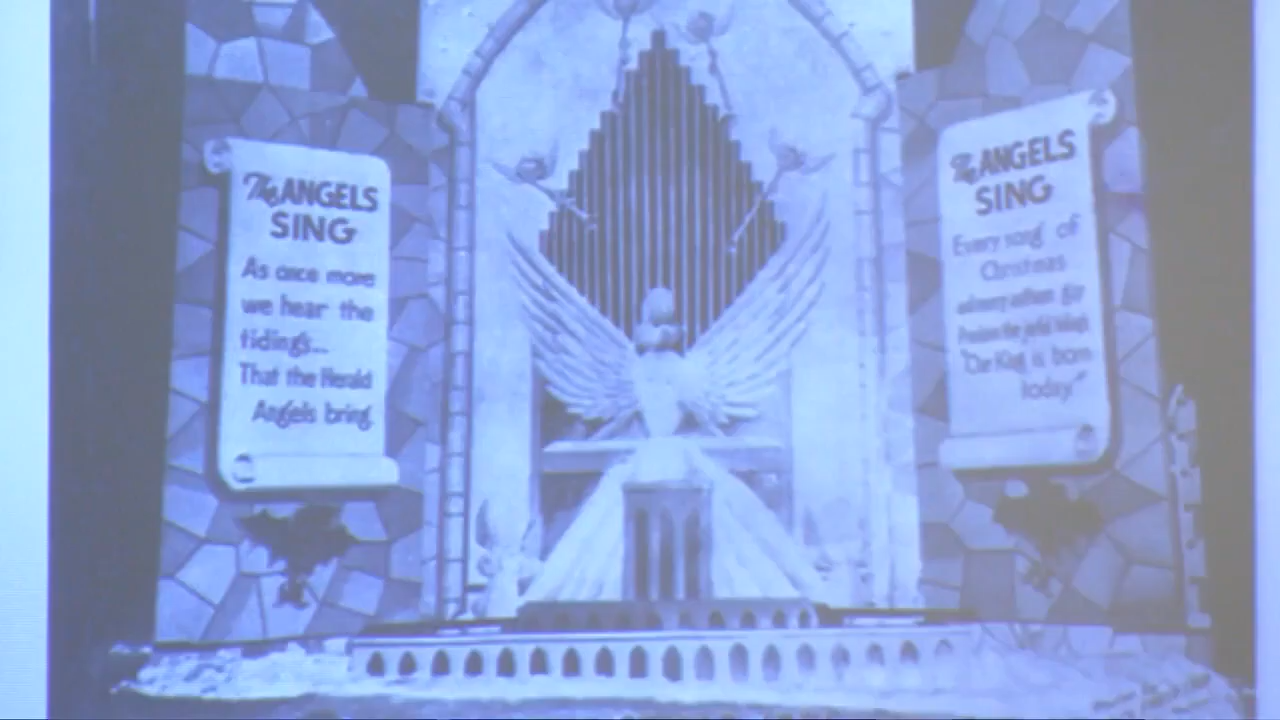 The ANGELS
SING
As once more
we hear the
tidings...
That the Herald
Angels bring.
The ANGELS
SING
Every song of
Christmas
Proclaim the joyful tidings
"Our King is born
today."